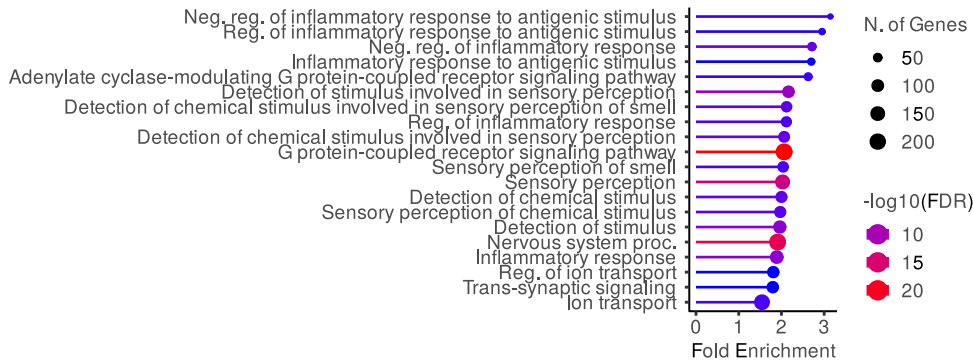 Neg. reg. of inflammatory response to antigenic stimulus
Reg. of inflammatory response to antigenic stimulus
Neg. reg. of inflammatory response
Inflammatory response to antigenic stimulus
Adenylate cyclase-modulating G protein-coupled receptor signaling pathway
Detection of stimulus involved in sensory perception
Detection of chemical stimulus involved in sensory perception of smell
Reg. of inflammatory response
Detection of chemical stimulus involved in sensory perception
G protein-coupled receptor signaling pathway
Sensory perception of smell
Sensory perception
Detection of chemical stimulus
Sensory perception of chemical stimulus
Detection of stimulus
Nervous system proc.
Inflammatory response
Reg. of ion transport
Trans-synaptic signaling
Ion transport
0 1 2 3
Fold Enrichment
N. of Genes
50
100
150
200
-log10(FDR)
10
15
20